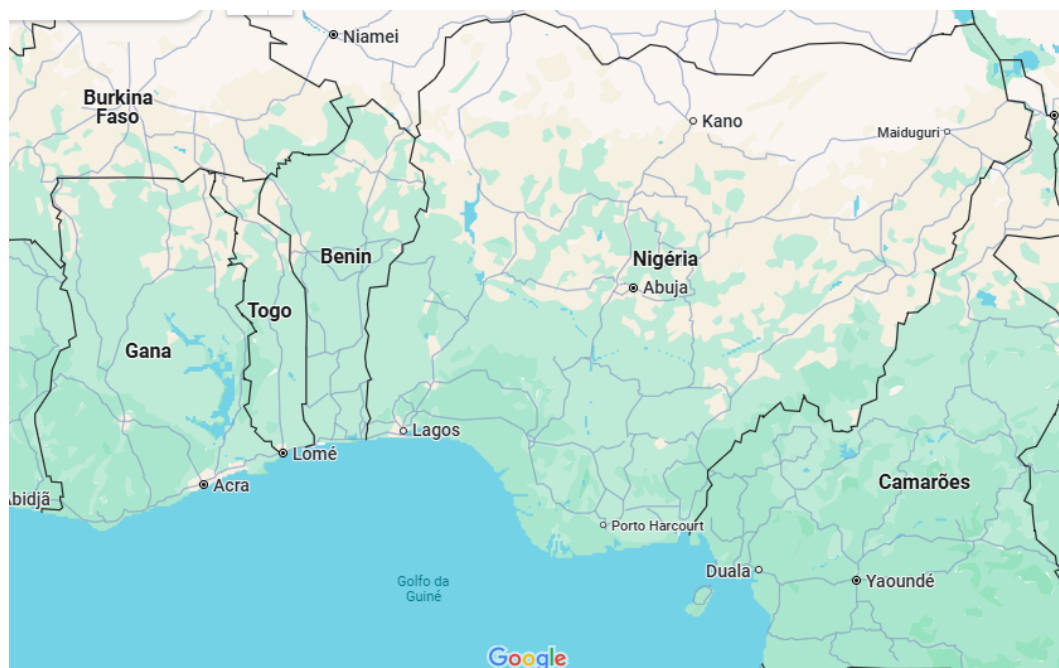 Niamei
Burkina
Faso
Kano
Maiduguri
Benin
Nigéria
Abuja
Togo
Gana
Lagos
Lomé
Acra
Abidjã
Camarões
Porto Harcourt
Duala
Yaoundé
Golfo da
Guiné
Google